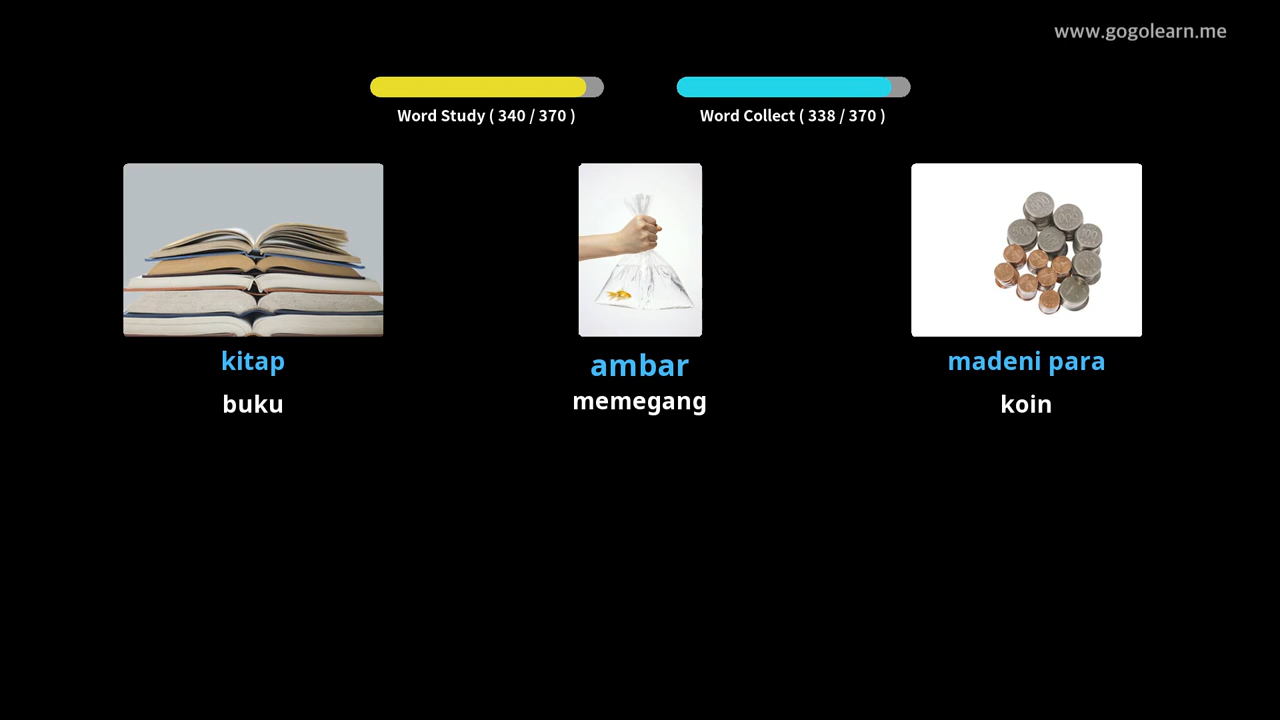 www.gogolearn.me
Word Study ( 340 / 370 )
Word Collect ( 338 / 370 )
kitap
buku
ambar
memegang
madeni para
koin